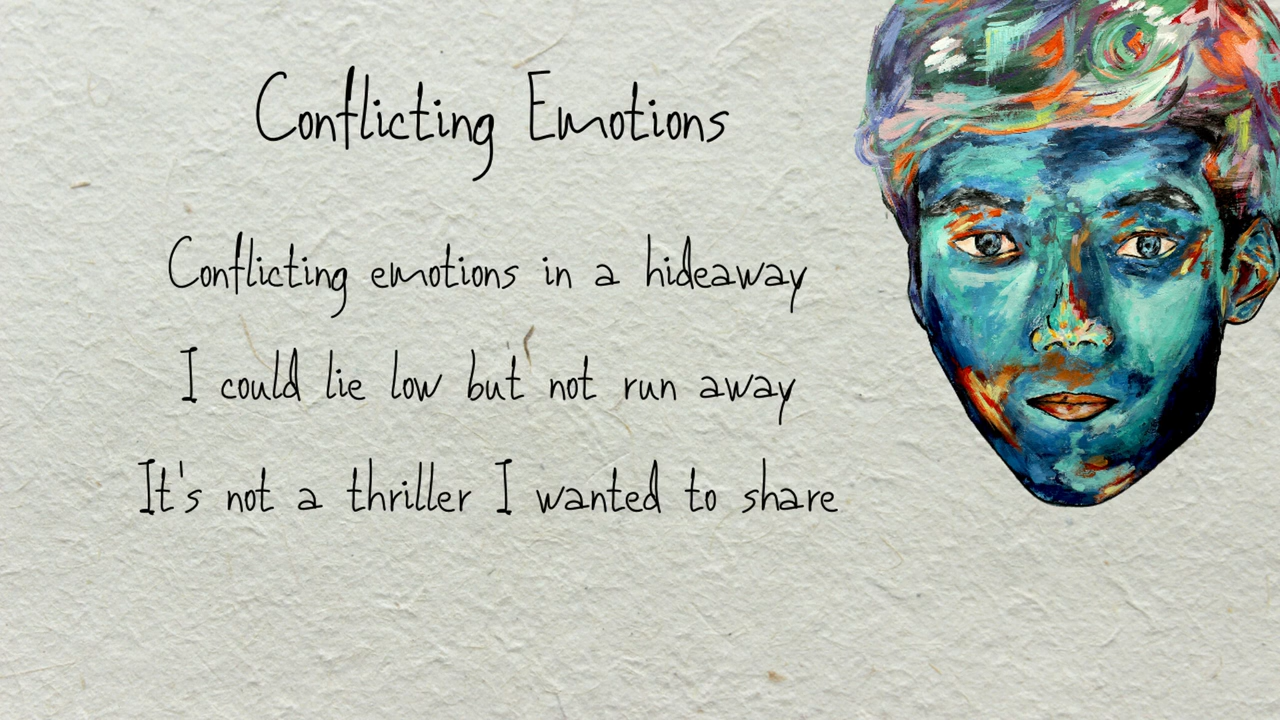 Conflicting Emotions
Conflicting emotions in a hideaway
I could lie low but not run away
It's not a thriller I wanted to share